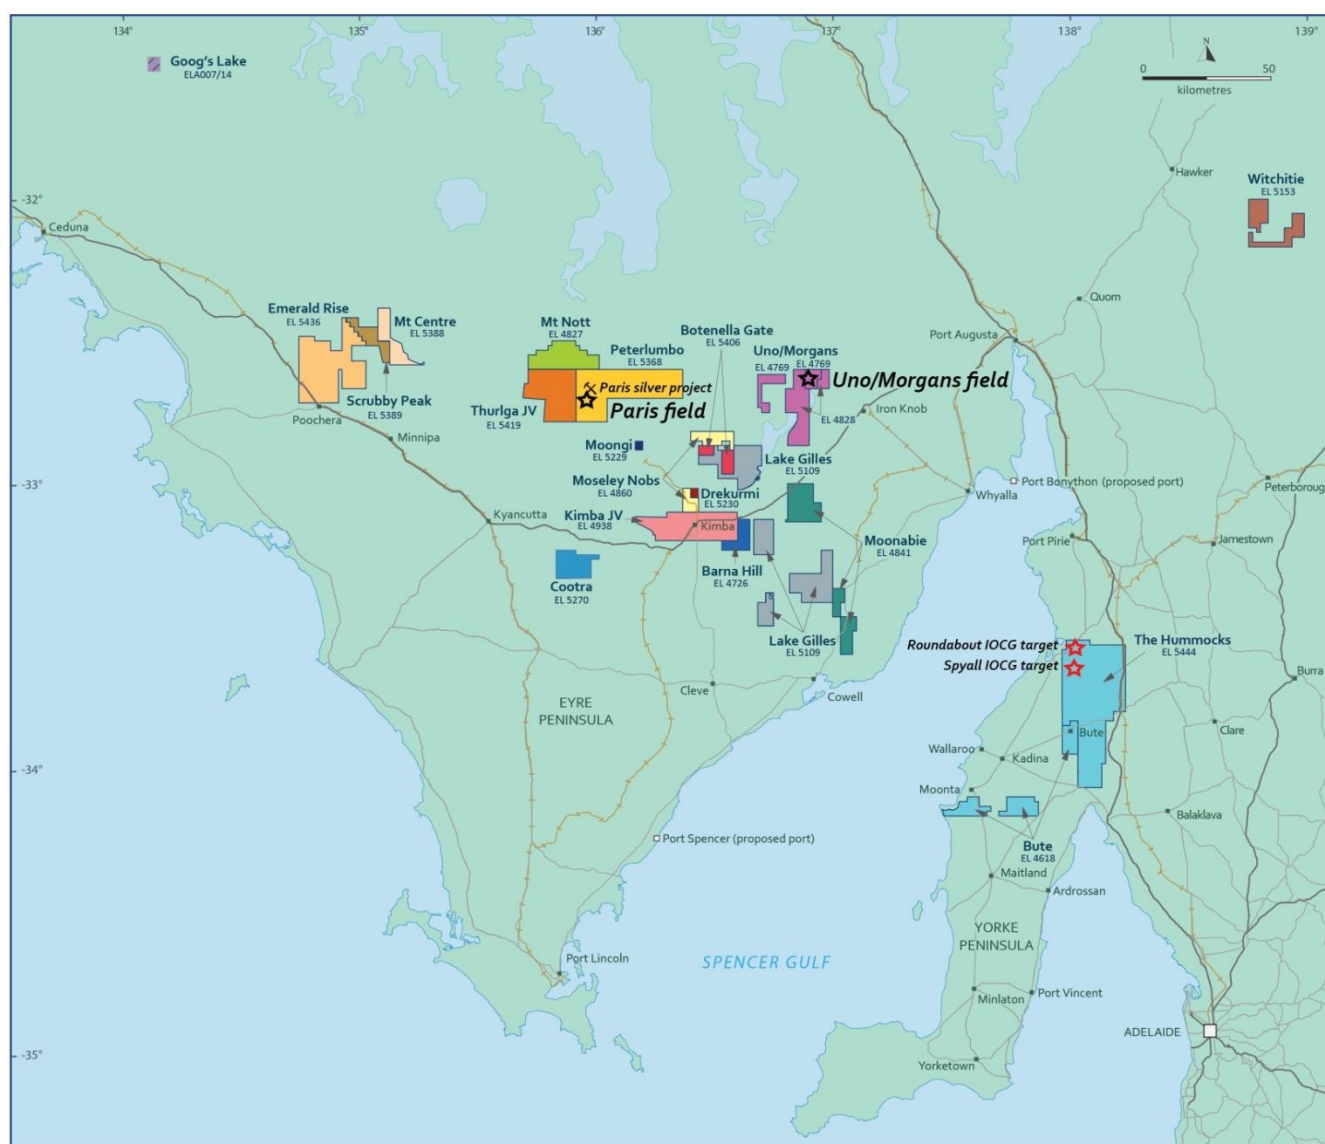 134°
135°
136°
137°
138°
139°
Goog's Lake
ELA007/14
N
0
50
kilometres
Hawker
Witchitie
EL 5153
-32°
Ceduna
Quorn
Emerald Rise
EL 5436
Mt Centre
EL 5388
Mt Nott
EL 4827
Botenella Gate
EL 5406
Port Augusta
Peterlumbo
EL 5368
Uno/Morgans
EL 4769
EL 4769
Uno/Morgans field
Paris silver project
Paris field
Scrubby Peak
EL 5389
Thurlga JV
EL 5419
EL 4828
Iron Knob
Poochera
Minnipa
Moongi
EL 5229
Lake Gilles
EL 5109
Moseley Nobs
EL 4860
Drekurmi
EL 5230
-33°
Whyalla
Port Bonython (proposed port)
Peterboroug
Kimba JV
EL 4938
Kyancutta
Kimba
Moonabie
EL 4841
Port Pirie
Jamestown
Barna Hill
EL 4726
Cootra
EL 5270
Lake Gilles
EL 5109
Roundabout IOCG target
Spyall IOCG target
The Hummocks
EL 5444
Burra
Cleve
Cowell
EYRE
PENINSULA
Clare
Bute
Wallaroo
Kadina
-34°
Moonta
Balaklava
Port Spencer (proposed port)
Bute
EL 4618
Maitland
Ardrossan
YORKE
PENINSULA
Port Lincoln
SPENCER GULF
Minlaton
Port Vincent
ADELAIDE
-35°
Yorketown